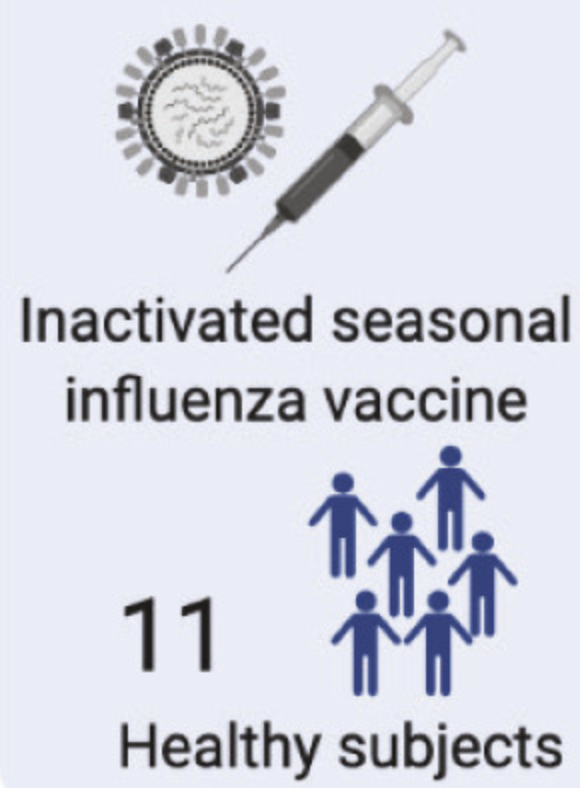 Inactivated seasonal
influenza vaccine
11
Healthy subjects